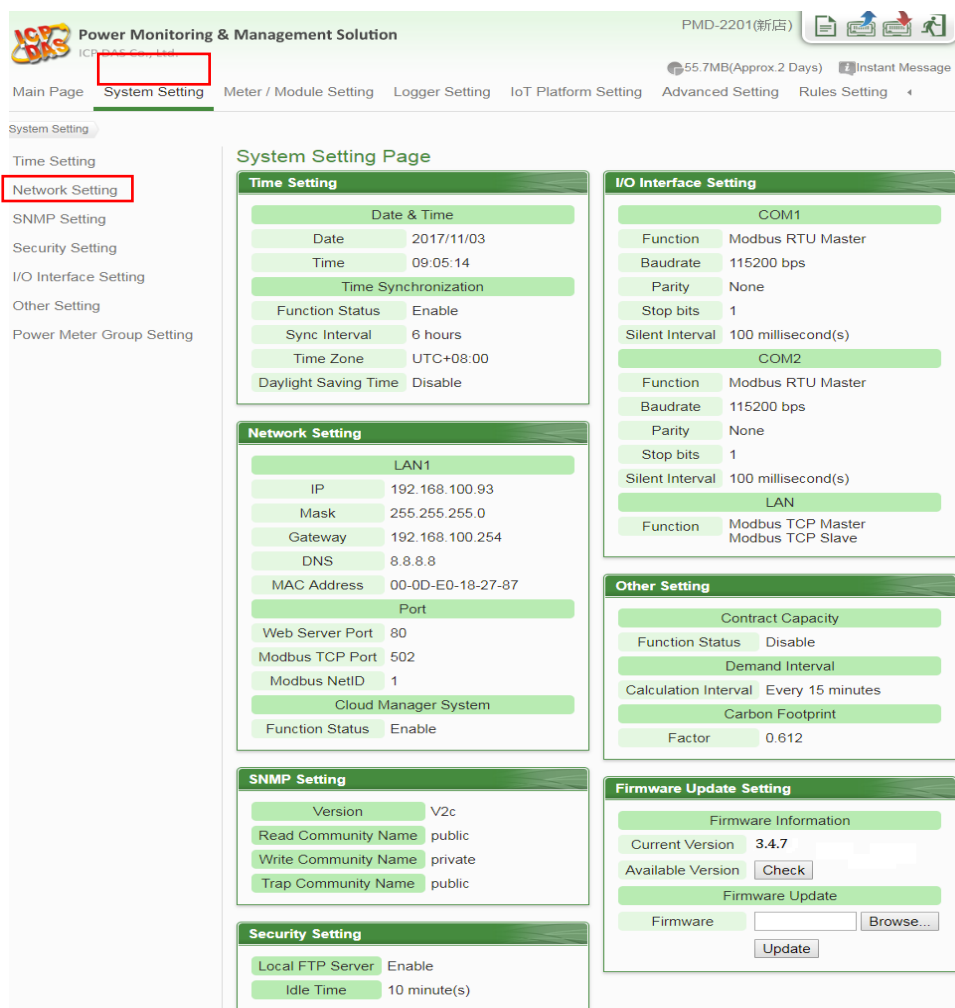 ICP DAS
Power Monitoring & Management Solution
ICP DAS Co., Ltd.
PMD-2201(新店)
55.7MB(Approx.2 Days) Instant Message
Main Page System Setting Meter / Module Setting Logger Setting IoT Platform Setting Advanced Setting Rules Setting
System Setting
Time Setting
Network Setting
SNMP Setting
Security Setting
I/O Interface Setting
Other Setting
Power Meter Group Setting
System Setting Page
Time Setting
Date & Time
Date 2017/11/03
Time 09:05:14
Time Synchronization
Function Status Enable
Sync Interval 6 hours
Time Zone UTC+08:00
Daylight Saving Time Disable
Network Setting
LAN1
IP 192.168.100.93
Mask 255.255.255.0
Gateway 192.168.100.254
DNS 8.8.8.8
MAC Address 00-0D-E0-18-27-87
Port
Web Server Port 80
Modbus TCP Port 502
Modbus NetID 1
Cloud Manager System
Function Status Enable
SNMP Setting
Version V2c
Read Community Name public
Write Community Name private
Trap Community Name public
Security Setting
Local FTP Server Enable
Idle Time 10 minute(s)
I/O Interface Setting
COM1
Function Modbus RTU Master
Baudrate 115200 bps
Parity None
Stop bits 1
Silent Interval 100 millisecond(s)
COM2
Function Modbus RTU Master
Baudrate 115200 bps
Parity None
Stop bits 1
Silent Interval 100 millisecond(s)
LAN
Function Modbus TCP Master
Modbus TCP Slave
Other Setting
Contract Capacity
Function Status Disable
Demand Interval
Calculation Interval Every 15 minutes
Carbon Footprint
Factor 0.612
Firmware Update Setting
Firmware Information
Current Version 3.4.7
Available Version Check
Firmware Update
Firmware Browse...
Update